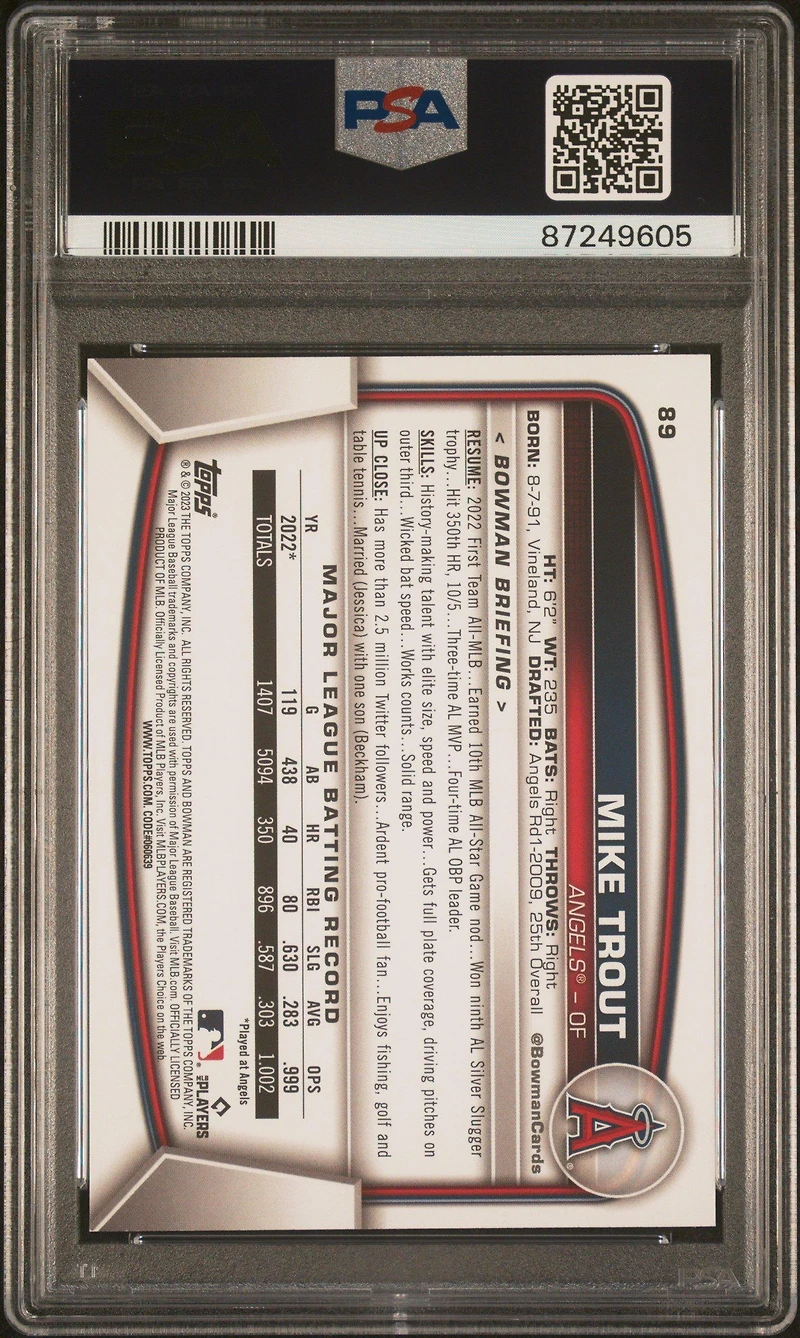 PSA
87249605
89
MIKE TROUT
ANGELS® – OF
HT: 6'2" WT: 235 BATS: Right THROWS: Right
BORN: 8-7-91, Vineland, NJ DRAFTED: Angels Rd1-2009, 25th Overall @BowmanCards
< BOWMAN BRIEFING >
RESUME: 2022 First Team All-MLB...Earned 10th MLB All-Star Game nod...Won ninth AL Silver Slugger
trophy...Hit 350th HR, 10/5...Three-time AL MVP...Four-time AL OBP leader.
SKILLS: History-making talent with elite size, speed and power...Gets full plate coverage, driving pitches on
outer third...Wicked bat speed...Works counts...Solid range.
UP CLOSE: Has more than 2.5 million Twitter followers...Ardent pro-football fan...Enjoys fishing, golf and
table tennis...Married (Jessica) with one son (Beckham).
MAJOR LEAGUE BATTING RECORD
YR G AB HR RBI SLG AVG OPS
2022* 119 438 40 80 .630 .283 .999
TOTALS 1407 5094 350 896 .587 .303 1.002
*Played at Angels
topps®
® & © 2023 THE TOPPS COMPANY, INC. ALL RIGHTS RESERVED. TOPPS AND BOWMAN ARE REGISTERED TRADEMARKS OF THE TOPPS COMPANY, INC.
Major League Baseball trademarks and copyrights are used with permission of Major League Baseball. Visit MLB.com. OFFICIALLY LICENSED
PRODUCT OF MLB. Officially Licensed Product of MLB Players, Inc. Visit MLBPLAYERS.COM, the Players Choice on the web.
WWW.TOPPS.COM. CODE#060639
MLB PLAYERS
A
PSA